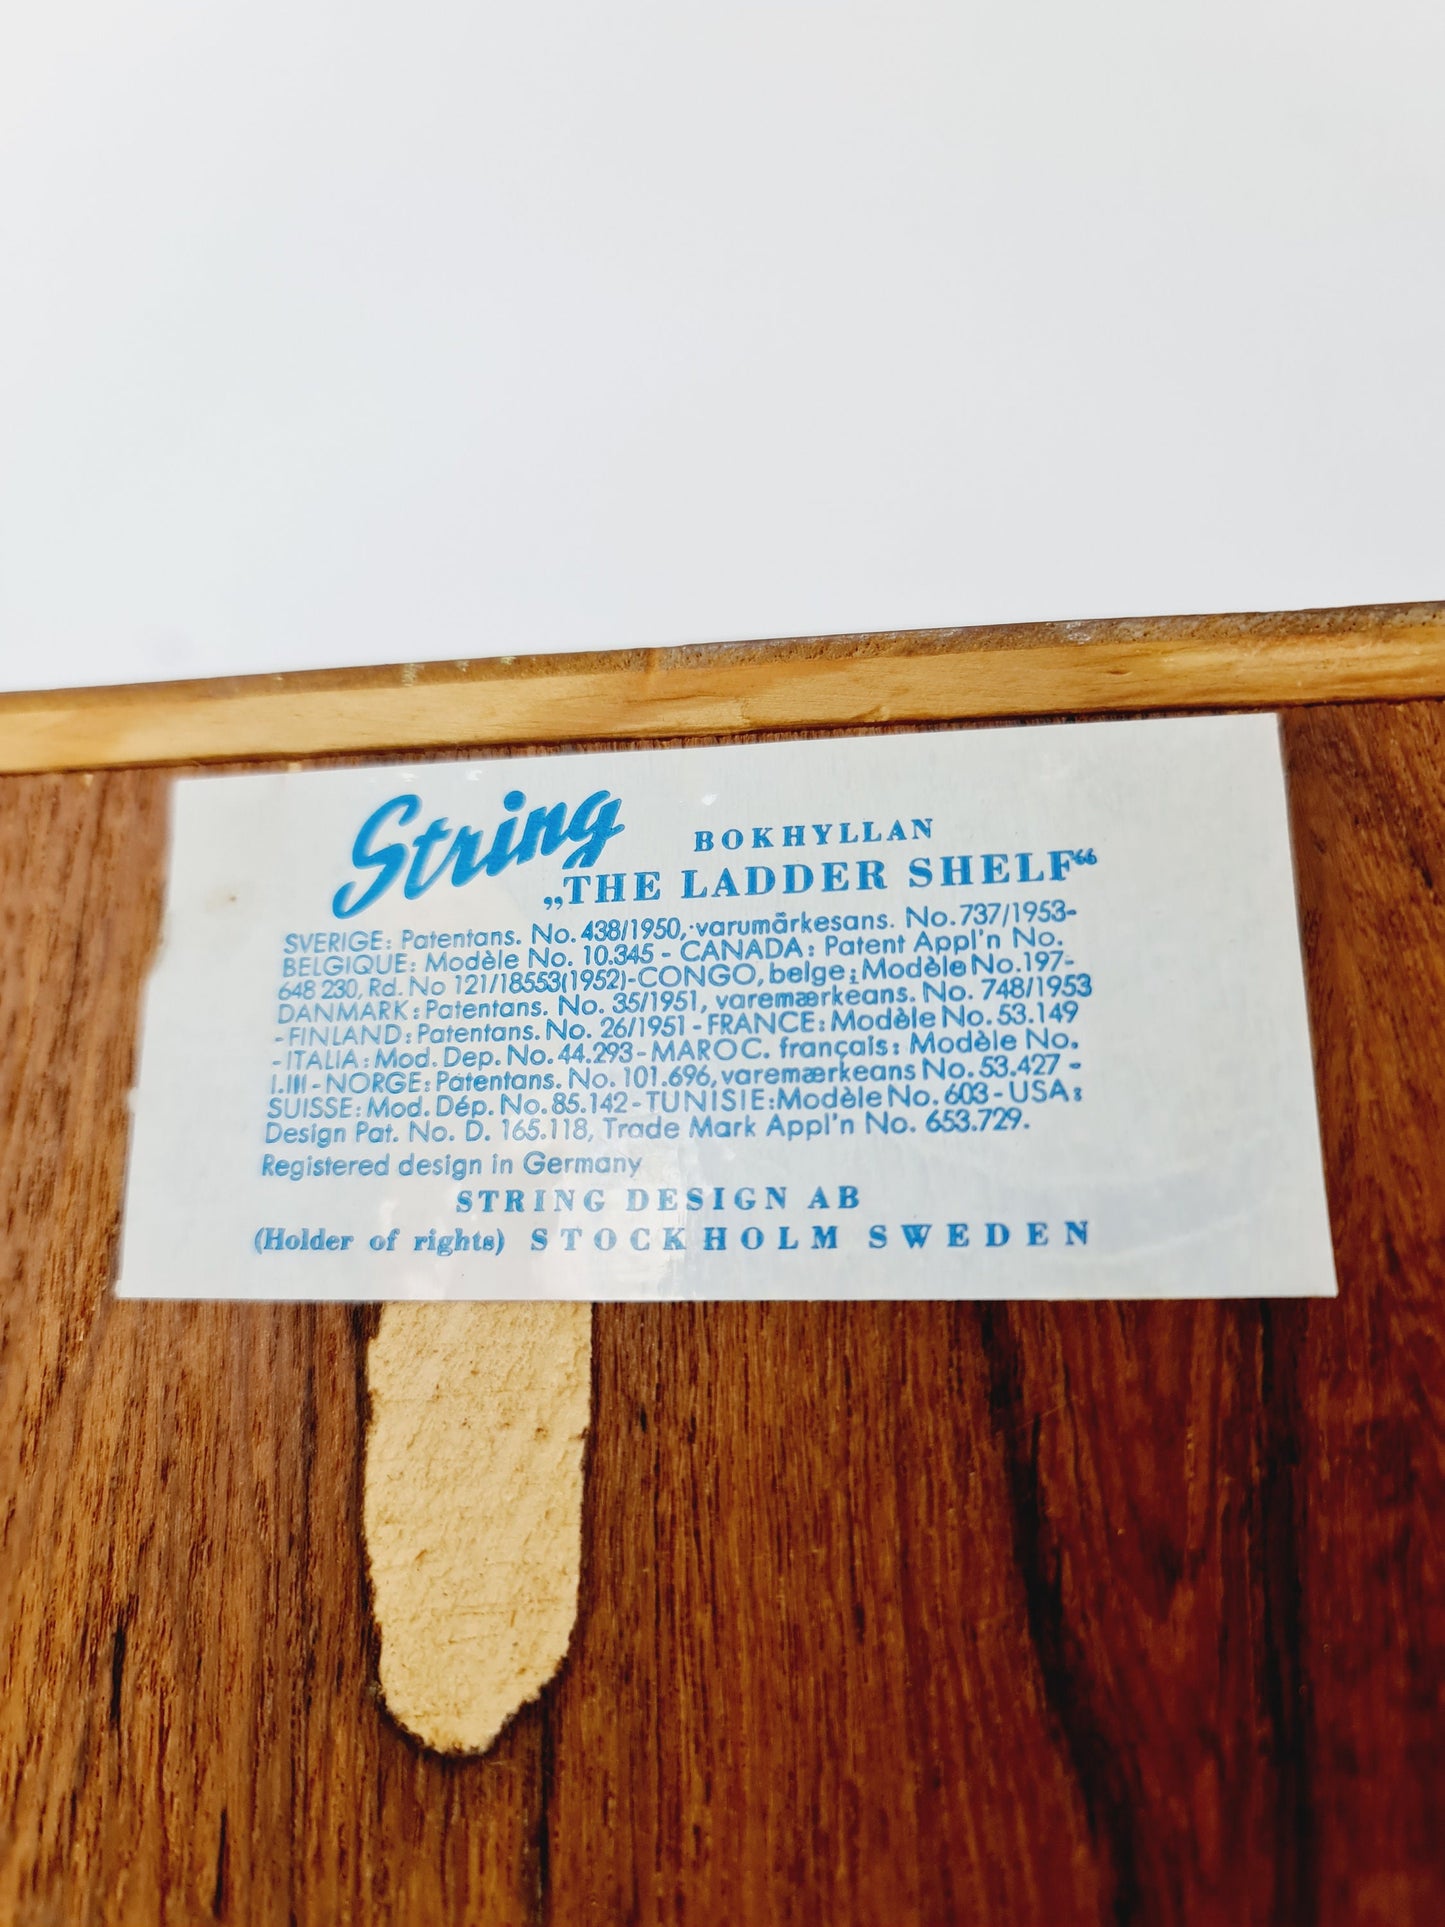 String BOKHYLLAN
„THE LADDER SHELF“
SVERIGE: Patentans. No. 438/1950, varumärkesans. No. 737/1953-
BELGIQUE: Modèle No. 10.345 - CANADA: Patent Appl'n No.
648 230, Rd. No 121/18553(1952)-CONGO, belge: Modèle No. 197-
DANMARK: Patentans. No. 35/1951, varemærkeans. No. 748/1953
-FINLAND: Patentans. No. 26/1951 - FRANCE: Modèle No. 53.149
- ITALIA: Mod. Dep. No. 44.293 - MAROC. français: Modèle No.
I.III - NORGE: Patentans. No. 101.696, varemærkeans No. 53.427 -
SUISSE: Mod. Dép. No. 85.142 - TUNISIE: Modèle No. 603 - USA:
Design Pat. No. D. 165.118, Trade Mark Appl'n No. 653.729.
Registered design in Germany
STRING DESIGN AB
(Holder of rights) STOCKHOLM SWEDEN